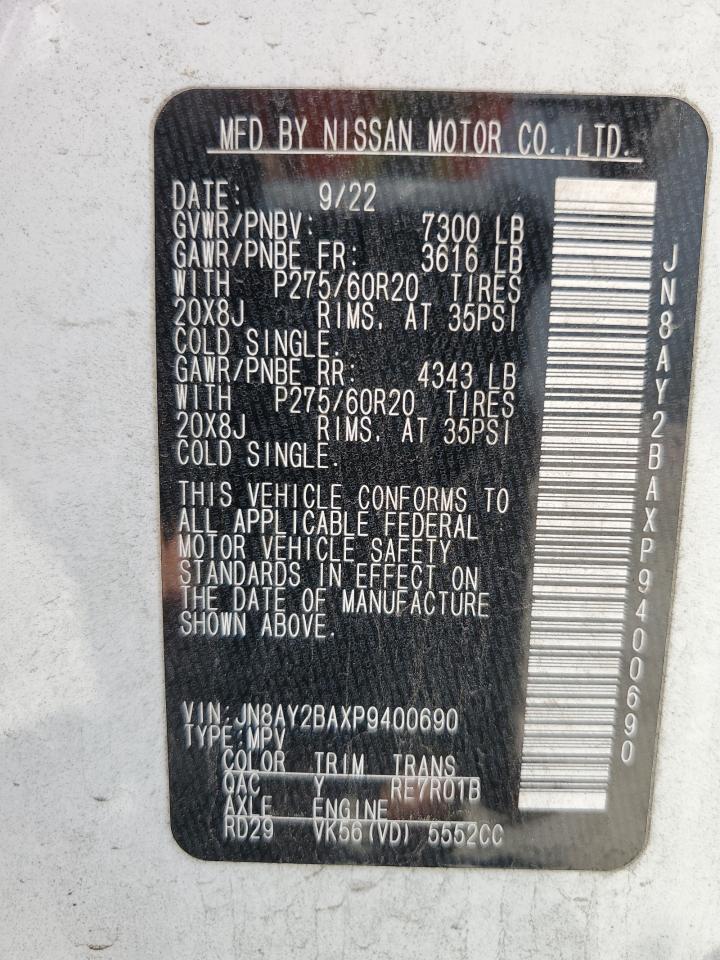 MFD BY NISSAN MOTOR CO.,LTD.
DATE: 9/22
GVWR/PNBV: 7300 LB
GAWR/PNBE FR: 3616 LB
WITH P275/60R20 TIRES
20X8J RIMS, AT 35PSI
COLD SINGLE.
GAWR/PNBE RR: 4343 LB
WITH P275/60R20 TIRES
20X8J RIMS, AT 35PSI
COLD SINGLE.
THIS VEHICLE CONFORMS TO
ALL APPLICABLE FEDERAL
MOTOR VEHICLE SAFETY
STANDARDS IN EFFECT ON
THE DATE OF MANUFACTURE
SHOWN ABOVE.
VIN:JN8AY2BAXP9400690
TYPE:MPV
COLOR TRIM TRANS
QAC Y RE7R01B
AXLE ENGINE
RD29 VK56(VD) 5552CC
JN8AY2BAXP9400690